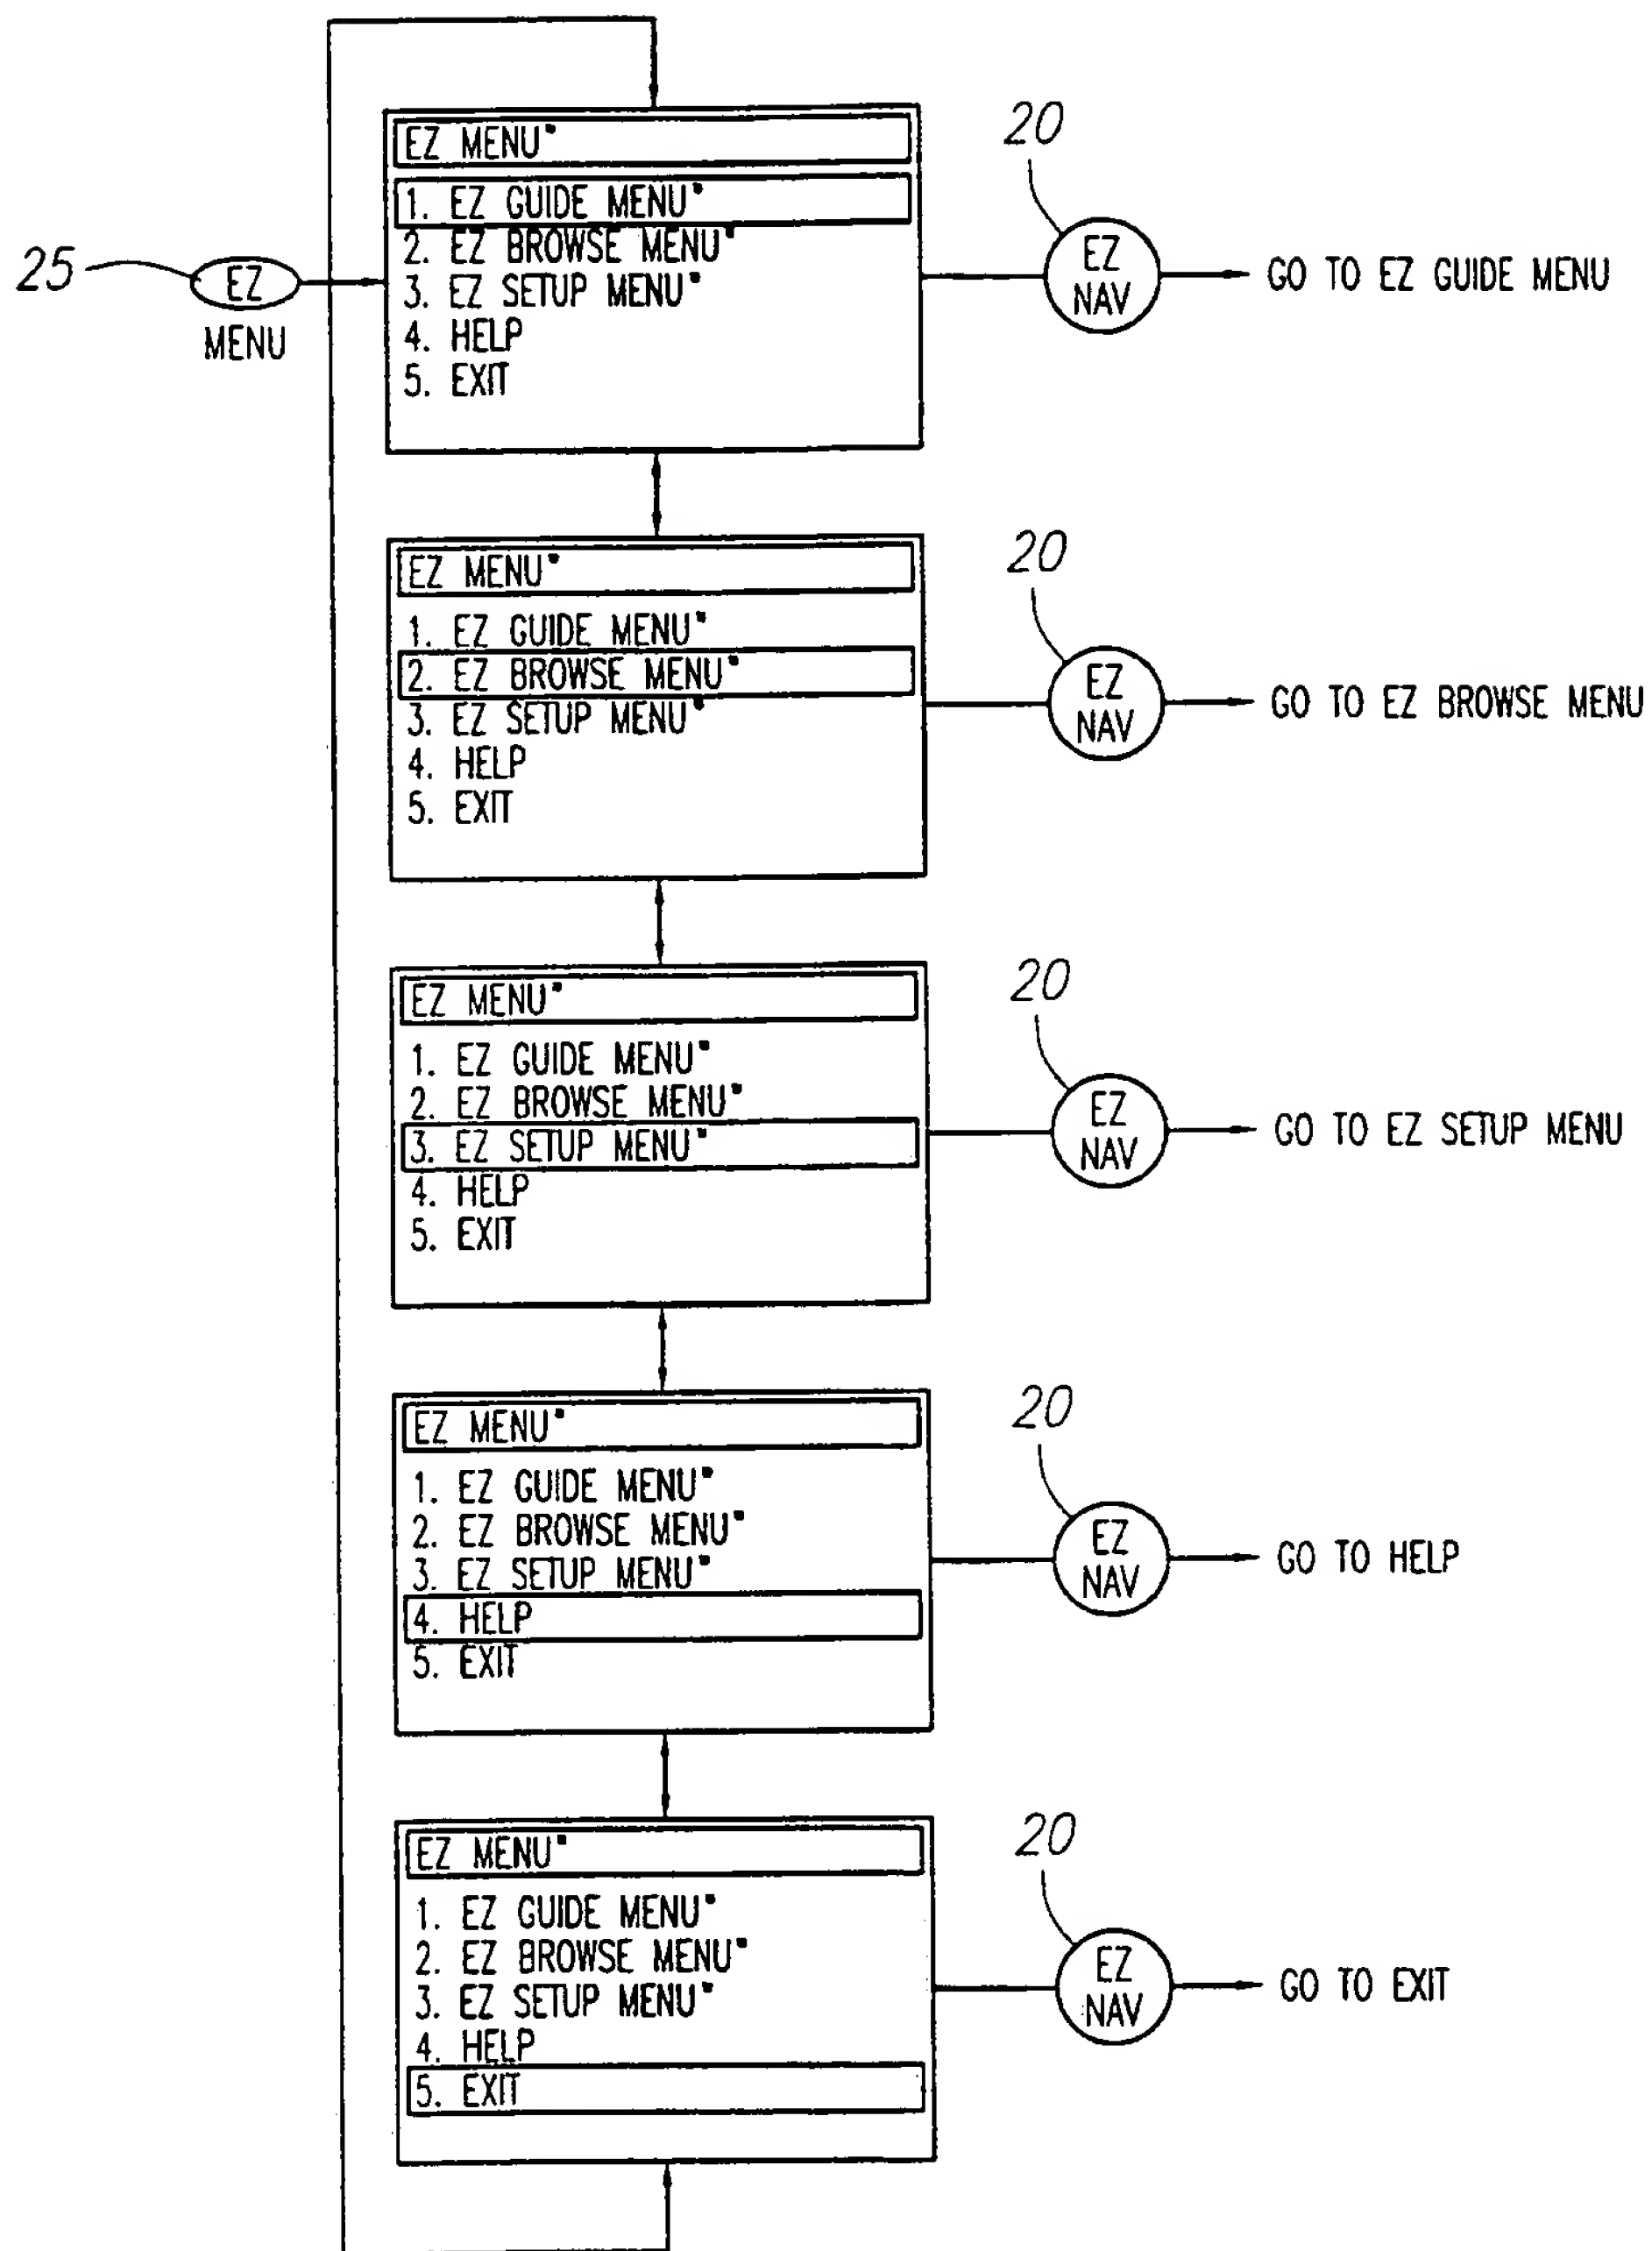 EZ MENU■
1. EZ GUIDE MENU■
2. EZ BROWSE MENU■
3. EZ SETUP MENU■
4. HELP
5. EXIT
25
EZ
MENU
20
EZ
NAV
GO TO EZ GUIDE MENU
EZ MENU■
1. EZ GUIDE MENU■
2. EZ BROWSE MENU■
3. EZ SETUP MENU■
4. HELP
5. EXIT
20
EZ
NAV
GO TO EZ BROWSE MENU
EZ MENU■
1. EZ GUIDE MENU■
2. EZ BROWSE MENU■
3. EZ SETUP MENU■
4. HELP
5. EXIT
20
EZ
NAV
GO TO EZ SETUP MENU
EZ MENU■
1. EZ GUIDE MENU■
2. EZ BROWSE MENU■
3. EZ SETUP MENU■
4. HELP
5. EXIT
20
EZ
NAV
GO TO HELP
EZ MENU■
1. EZ GUIDE MENU■
2. EZ BROWSE MENU■
3. EZ SETUP MENU■
4. HELP
5. EXIT
20
EZ
NAV
GO TO EXIT